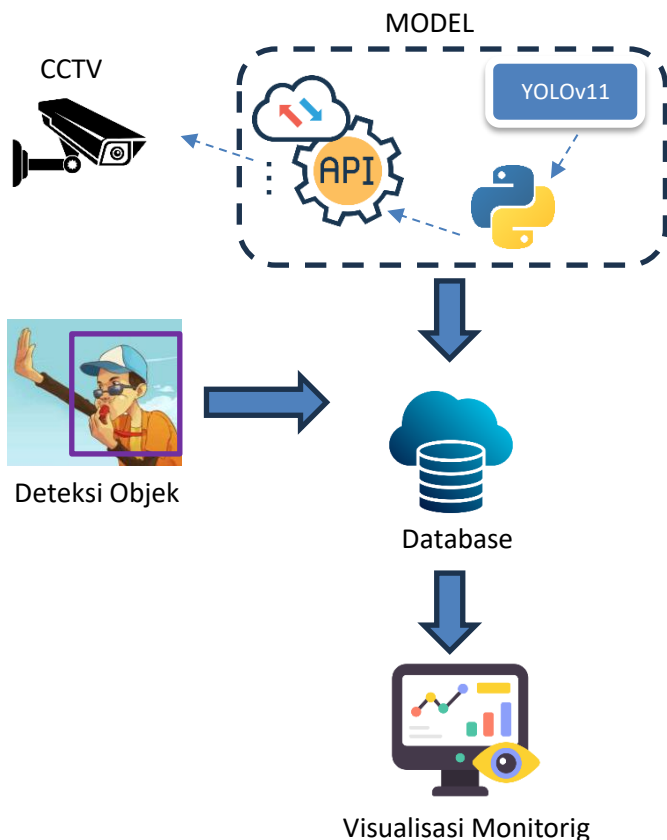 MODEL
CCTV
YOLOv11
API
Deteksi Objek
Database
Visualisasi Monitorig